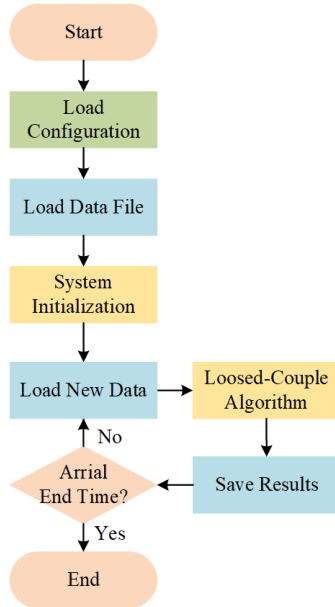 Start
Load
Configuration
Load Data File
System
Initialization
Load New Data
Loosed-Couple
Algorithm
Save Results
Arrial
End Time?
No
Yes
End